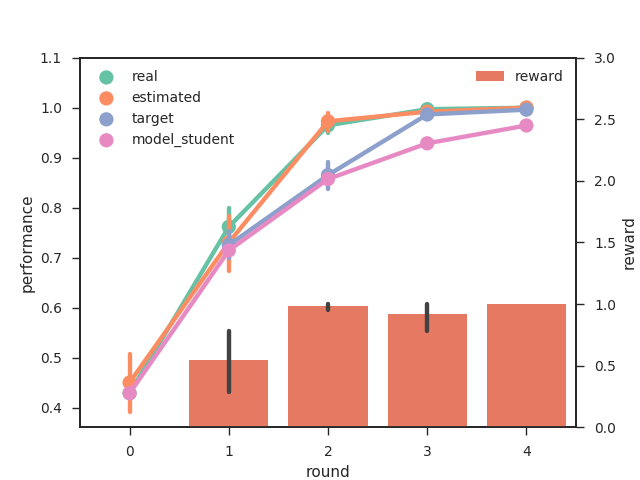 1.1
1.0
0.9
0.8
0.7
0.6
0.5
0.4
performance
real
estimated
target
model_student
reward
3.0
2.5
2.0
1.5
1.0
0.5
0.0
reward
0 1 2 3 4
round